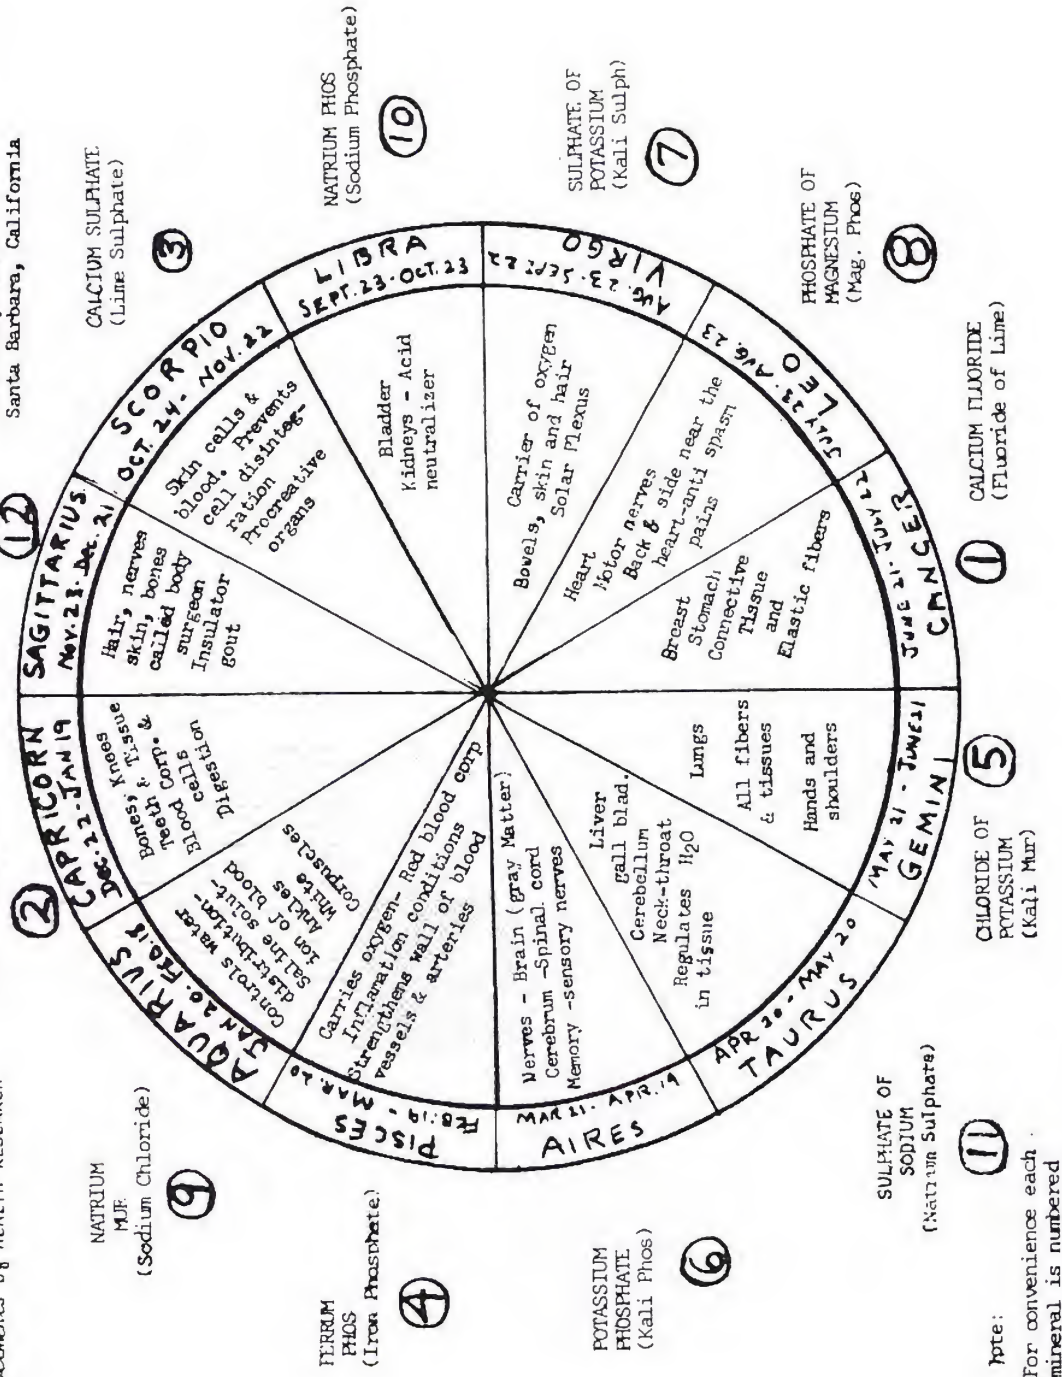 Santa Barbara, California
by HEALTH RESEARCH
12
2
CALCIUM SULPHATE
(Lime Sulphate)
3
NATRIUM PHOS
(Sodium Phosphate)
10
SULPHATE OF
POTASSIUM
(Kali Sulph)
7
PHOSPHATE OF
MAGNESIUM
(Mag. Phos)
8
CALCIUM FLUORIDE
(Fluoride of Lime)
1
CHLORIDE OF
POTASSIUM
(Kali Mur)
5
SULPHATE OF
SODIUM
(Natrium Sulphate)
11
POTASSIUM
PHOSPHATE
(Kali Phos)
6
FERRUM
PHOS
(Iron Phosphate)
4
NATRIUM
MUR
(Sodium Chloride)
9
CAPRICORN
Dec. 22-JAN 19
Bones, Knees
Teeth & Tissue
Blood Corp. &
cells
Digestion
SAGITTARIUS
Nov. 23-Dec. 21
Hair, nerves
skin, bones
called body
surgeon
Insulator
gout
SCORPIO
OCT. 24- NOV. 22
Skin cells &
blood. Prevents
cell disinteg-
ration
Procreative
organs
LIBRA
SEPT. 23-OCT. 23
Bladder
Kidneys - Acid
neutralizer
VIRGO
AUG. 23-SEPT. 22
Carrier of oxygen
Bowels, skin and hair
Solar Plexus
LEO
JULY 23-AUG. 23
Heart
Motor nerves
Back & side near the
heart-anti spasm
pains
CANCER
JUNE 21-JULY 22
Breast
Stomach
Connective
Tissue
and
Elastic fibers
GEMINI
MAY 21-JUNE 21
Lungs
All fibers
& tissues
Hands and
shoulders
TAURUS
APR 20-MAY 20
Liver
gall blad.
Cerebellum
Neck-throat
Regulates H2O
in tissue
AIRES
MAR 21-APR. 19
Nerves - Brain (gray Matter)
Cerebrum -Spinal cord
Memory -sensory nerves
PISCES
FEB. 19 - MAR. 20
Carries oxygen- Red blood corp
Inflamation conditions
Strengthens wall of blood
vessels & arteries
AQUARIUS
JAN 20. FEB. 18
Controls water
distribution-
Saline solut-
ion of blood
Ankles
White
Corpuscles
Note:
For convenience each
mineral is numbered